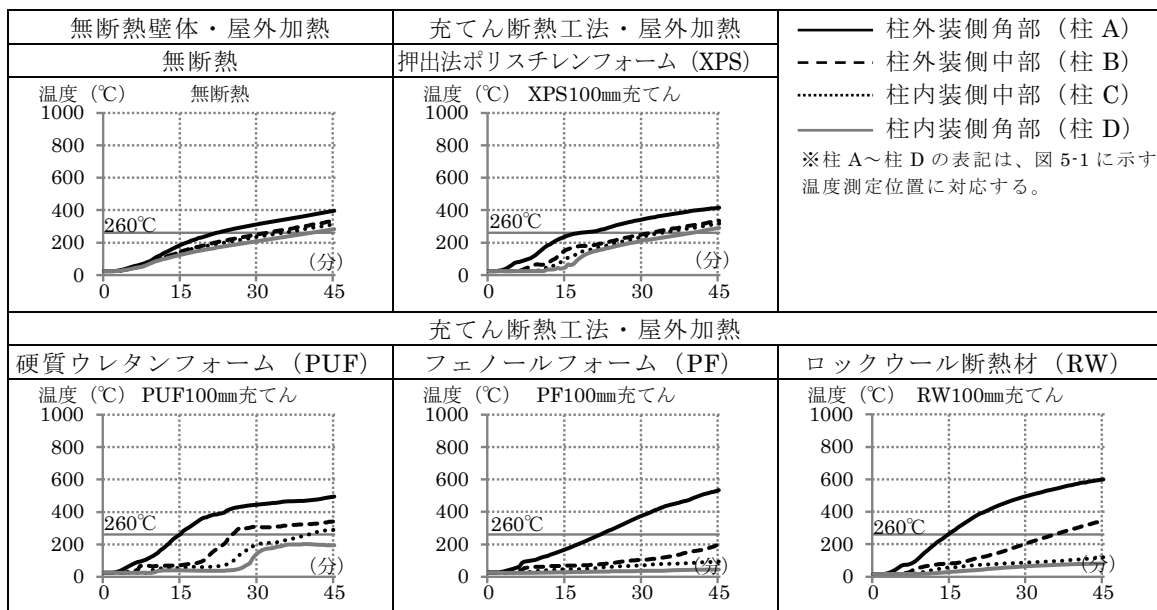 無断熱壁体・屋外加熱
充てん断熱工法・屋外加熱
無断熱
押出法ポリスチレンフォーム（XPS）
柱外装側角部（柱 A）
柱外装側中部（柱 B）
柱内装側中部（柱 C）
柱内装側角部（柱 D）
※柱 A～柱 D の表記は、図 5-1 に示す
温度測定位置に対応する。
温度（℃） 無断熱
1000
800
600
400
260℃
200
0
（分）
0 15 30 45
温度（℃） XPS100㎜充てん
1000
800
600
400
260℃
200
0
（分）
0 15 30 45
充てん断熱工法・屋外加熱
硬質ウレタンフォーム（PUF）
フェノールフォーム（PF）
ロックウール断熱材（RW）
温度（℃） PUF100㎜充てん
1000
800
600
400
260℃
200
0
（分）
0 15 30 45
温度（℃） PF100㎜充てん
1000
800
600
400
260℃
200
0
（分）
0 15 30 45
温度（℃） RW100㎜充てん
1000
800
600
400
260℃
200
0
（分）
0 15 30 45